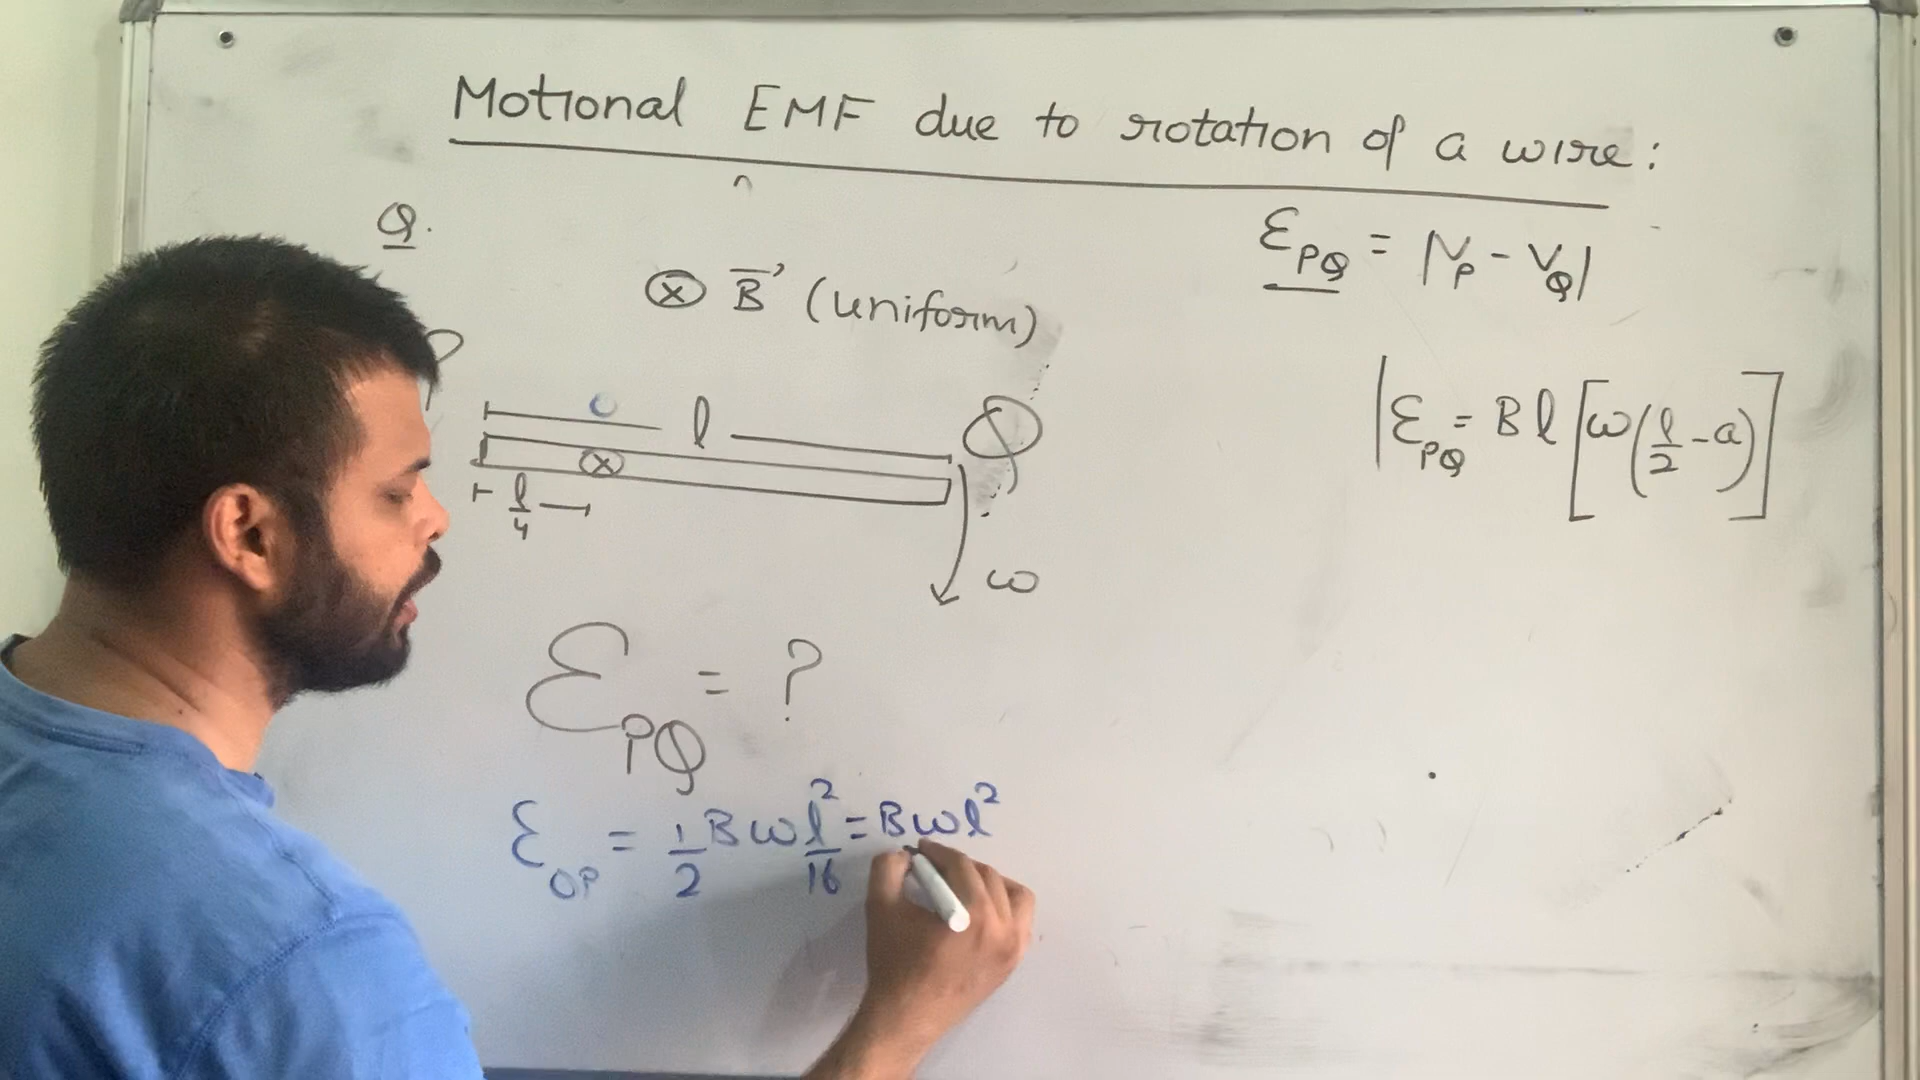 Motional EMF due to rotation of a wire:
Q.
ε_PQ = |V_P - V_Q|
⊗ B⃗ (uniform)
P
O
l
Q
|ε_PQ = Bl[ω(l/2 - a)]
⊗
l/4
ω
ε_PQ = ?
ε_OP = 1/2 Bω l²/16 = Bωl²